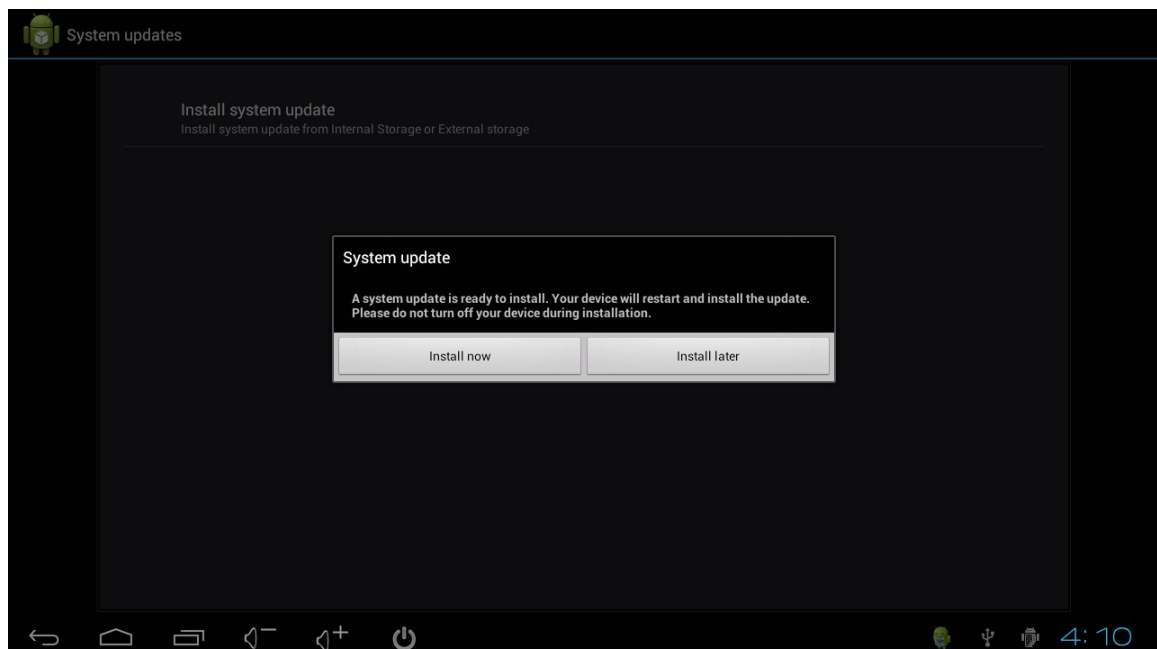 System updates
Install system update
Install system update from Internal Storage or External storage
System update
A system update is ready to install. Your device will restart and install the update.
Please do not turn off your device during installation.
Install now
Install later
4:10